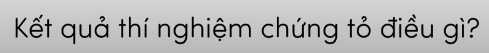 Kết quả thí nghiệm chứng tỏ điều gì?